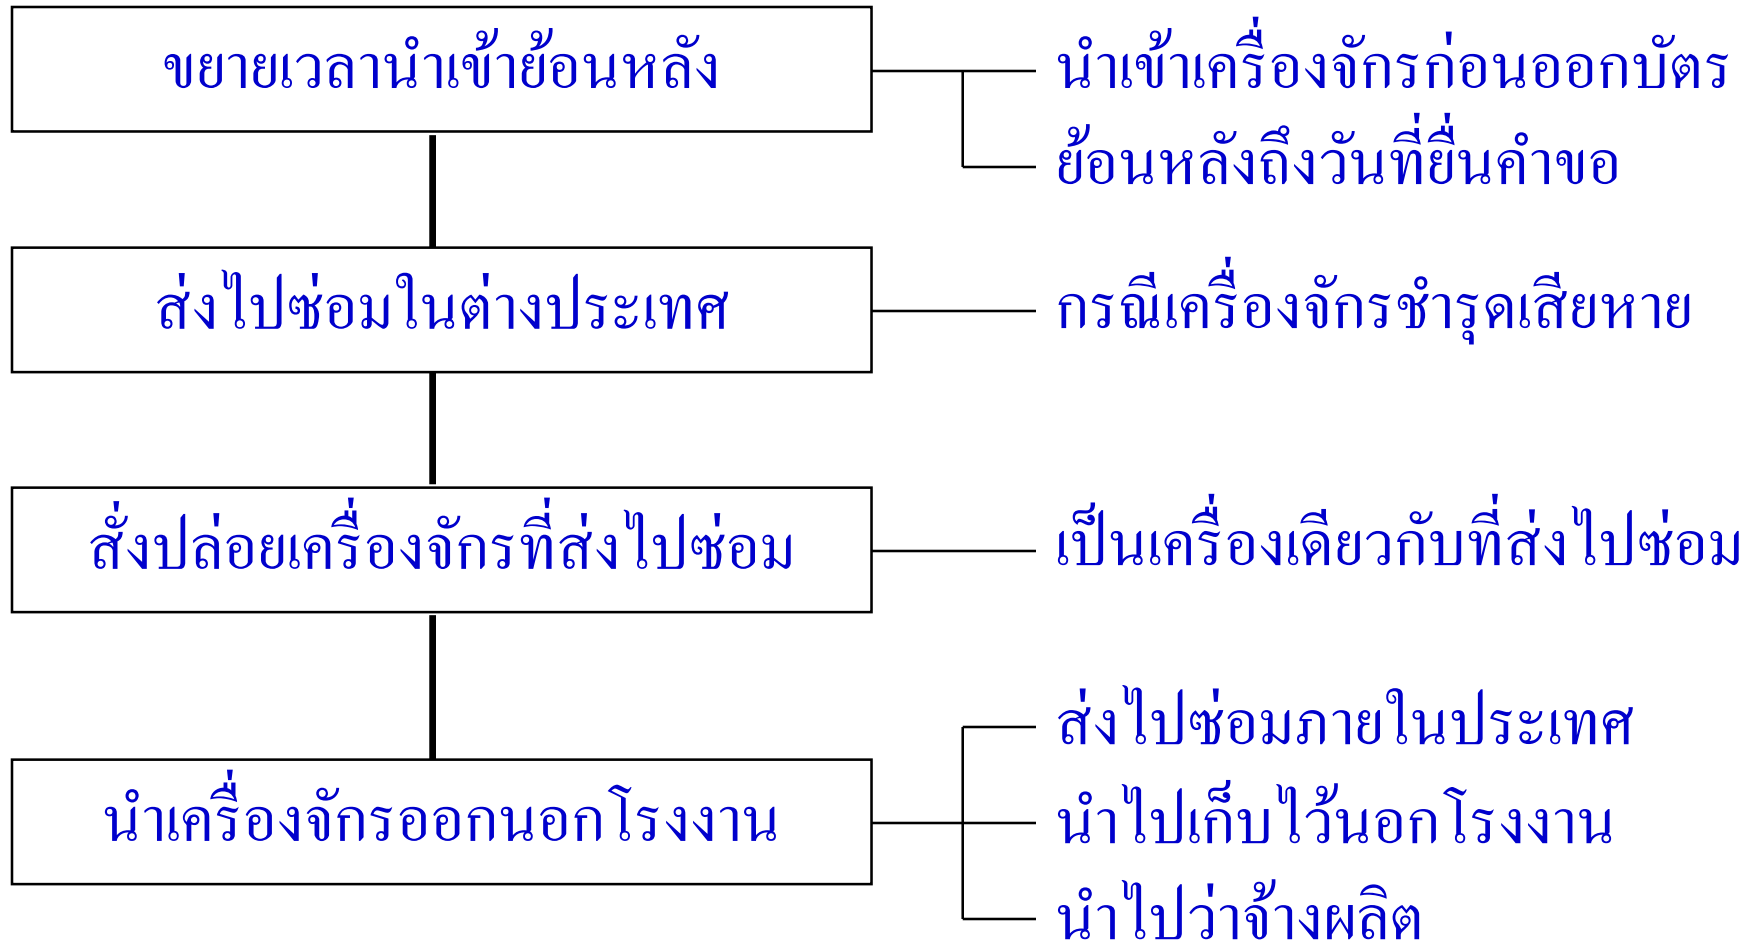 ขยายเวลานำเข้าย้อนหลัง
นำเข้าเครื่องจักรก่อนออกบัตร
ย้อนหลังถึงวันที่ยื่นคำขอ
ส่งไปซ่อมในต่างประเทศ
กรณีเครื่องจักรชำรุดเสียหาย
สั่งปล่อยเครื่องจักรที่ส่งไปซ่อม
เป็นเครื่องเดียวกับที่ส่งไปซ่อม
นำเครื่องจักรออกนอกโรงงาน
ส่งไปซ่อมภายในประเทศ
นำไปเก็บไว้นอกโรงงาน
นำไปว่าจ้างผลิต